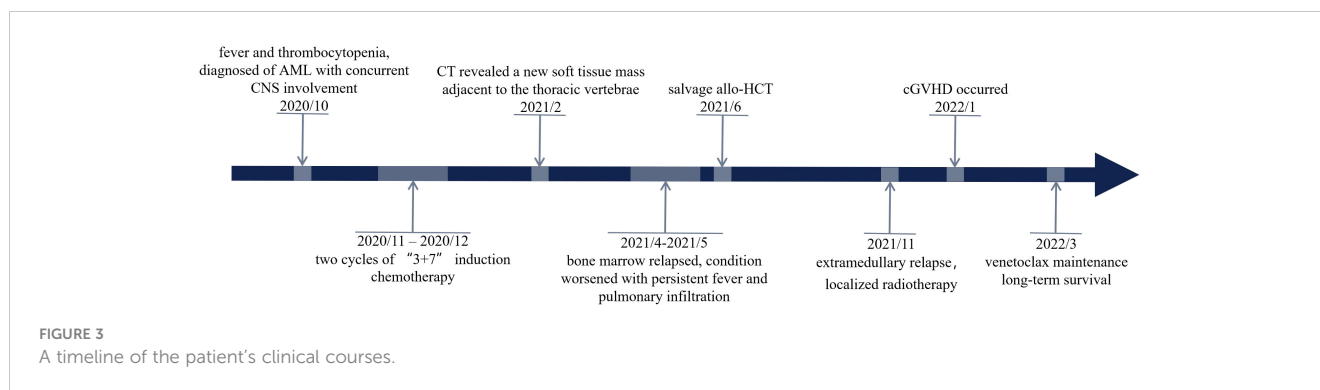 fever and thrombocytopenia,
diagnosed of AML with concurrent
CNS involvement
2020/10
CT revealed a new soft tissue mass
adjacent to the thoracic vertebrae
2021/2
salvage allo-HCT
2021/6
cGVHD occurred
2022/1
2020/11 – 2020/12
two cycles of “3+7” induction
chemotherapy
2021/4-2021/5
bone marrow relapsed, condition
worsened with persistent fever and
pulmonary infiltration
2021/11
extramedullary relapse,
localized radiotherapy
2022/3
venetoclax maintenance
long-term survival
FIGURE 3
A timeline of the patient’s clinical courses.